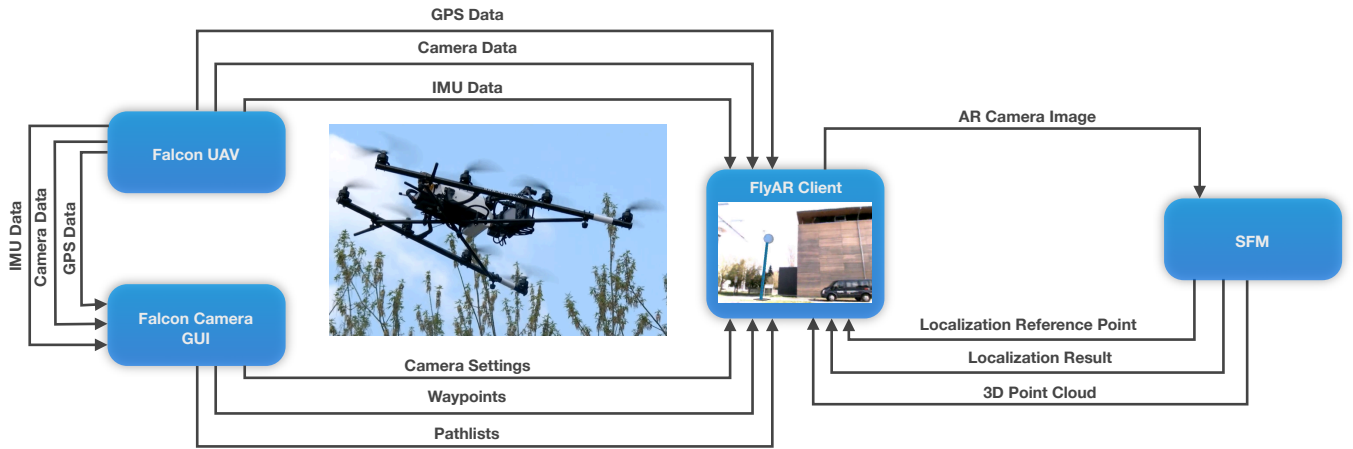 GPS Data
Camera Data
IMU Data
AR Camera Image
Falcon UAV
FlyAR Client
IMU Data
Camera Data
GPS Data
SFM
Falcon Camera
GUI
Localization Reference Point
Camera Settings
Localization Result
Waypoints
3D Point Cloud
Pathlists